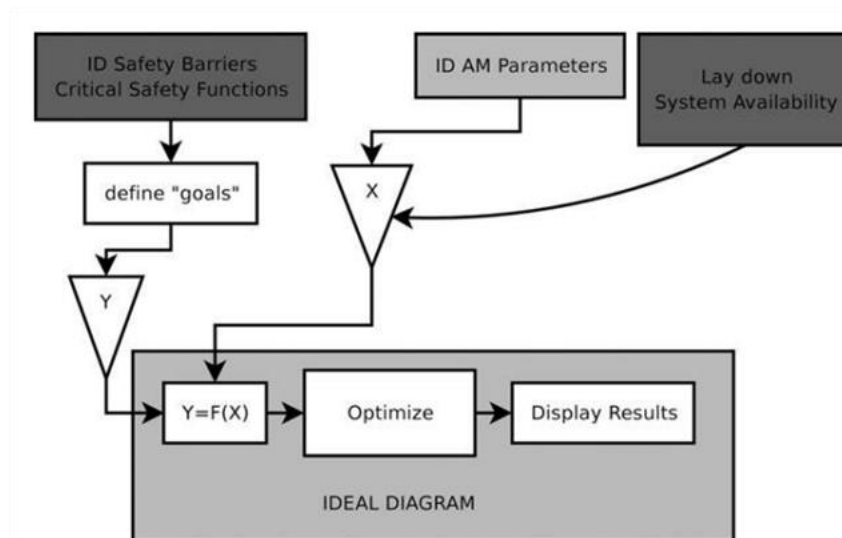 ID Safety Barriers
Critical Safety Functions
ID AM Parameters
Lay down
System Availability
define "goals"
X
Y
Y=F(X)
Optimize
Display Results
IDEAL DIAGRAM